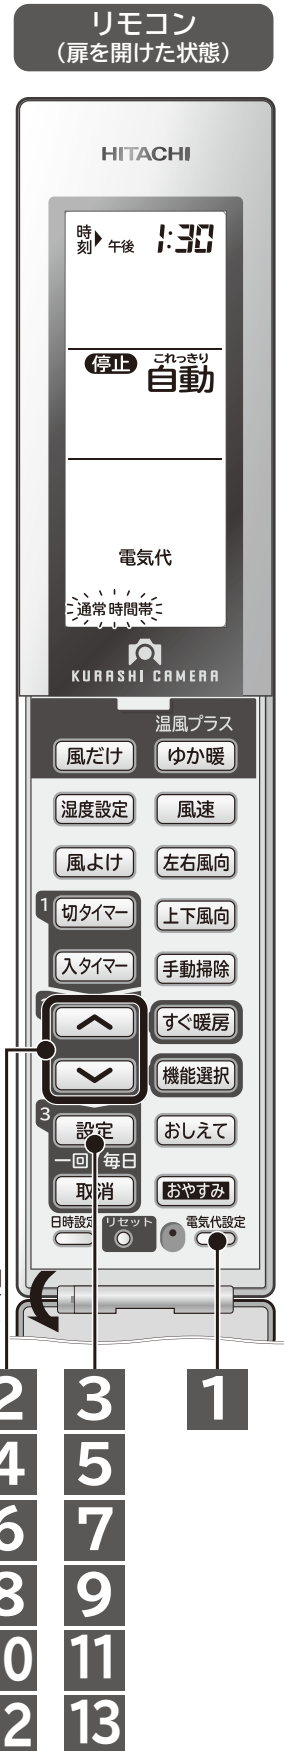 リモコン
（扉を開けた状態）
HITACHI
時刻 午後 1:30
停止 これっきり 自動
電気代
通常時間帯
KURASHI CAMERA
温風プラス
風だけ ゆか暖
湿度設定 風速
風よけ 左右風向
1 切タイマー 上下風向
入タイマー 手動掃除
すぐ暖房
機能選択
3 設定 おしえて
一回 毎日
取消 おやすみ
日時設定 リセット 電気代設定
2 3 1
4 5
6 7
8 9
0 11
2 13